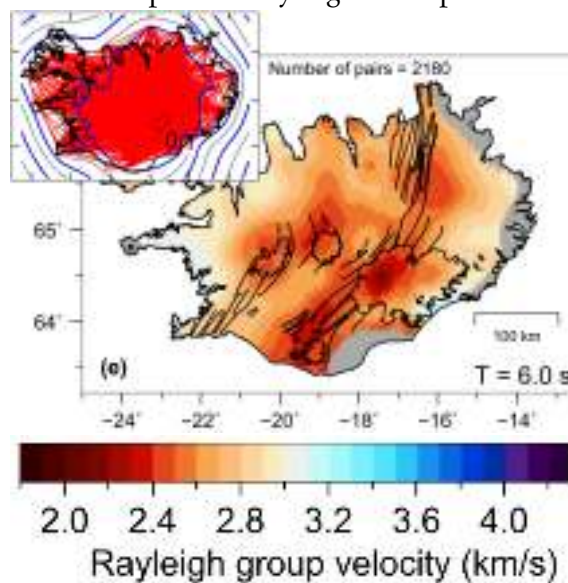 Number of pairs = 2180
65°
64°
100 km
(e)
T = 6.0 s
−24° −22° −20° −18° −16° −14°
2.0 2.4 2.8 3.2 3.6 4.0
Rayleigh group velocity (km/s)